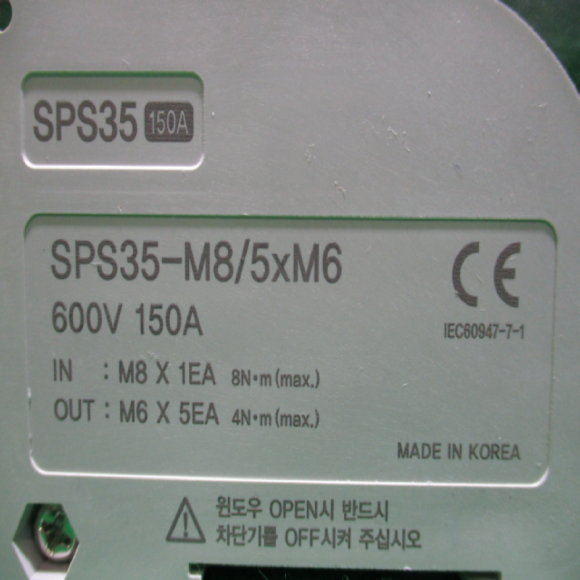 SPS35 150A
SPS35-M8/5xM6
600V 150A
CE
IEC60947-7-1
IN : M8 X 1EA 8N·m(max.)
OUT : M6 X 5EA 4N·m(max.)
MADE IN KOREA
윈도우 OPEN시 반드시
차단기를 OFF시켜 주십시오